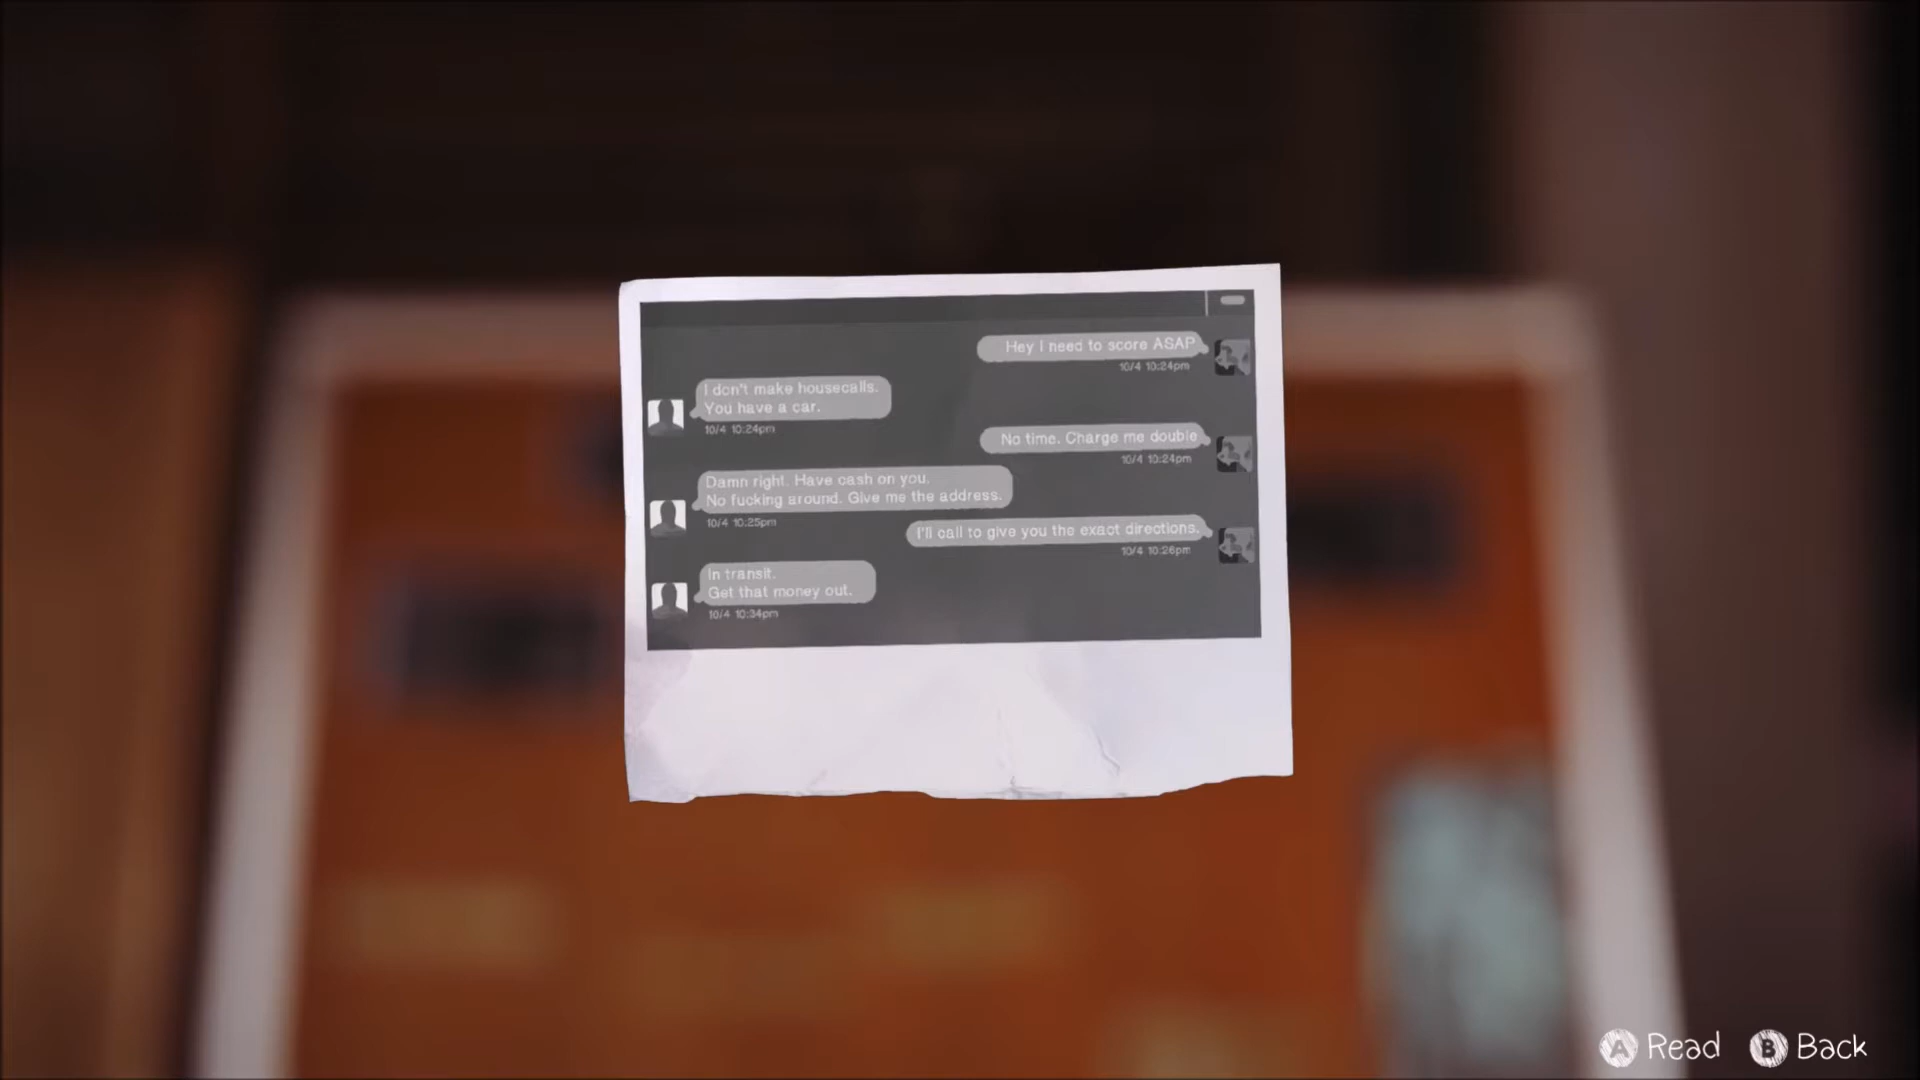 Hey I need to score ASAP
10/4 10:24pm
I don't make housecalls.
You have a car.
10/4 10:24pm
No time. Charge me double
10/4 10:24pm
Damn right. Have cash on you.
No fucking around. Give me the address.
10/4 10:25pm
I'll call to give you the exact directions.
10/4 10:26pm
In transit.
Get that money out.
10/4 10:34pm
A Read B Back